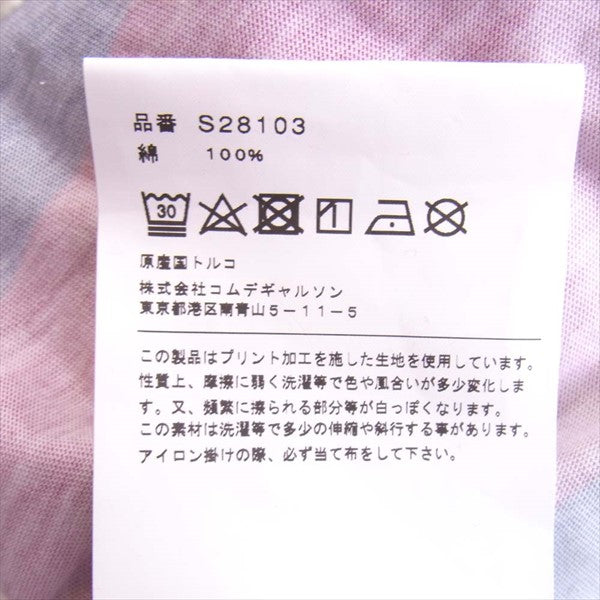 品番 S28103
綿 100%
30
原産国トルコ
株式会社コムデギャルソン
東京都港区南青山5-11-5
この製品はプリント加工を施した生地を使用しています。
性質上、摩擦に弱く洗濯等で色や風合いが多少変化しま
す。又、頻繁に擦られる部分等が白っぽくなります。
この素材は洗濯等で多少の伸縮や斜行する事があります。
アイロン掛けの際、必ず当て布をして下さい。